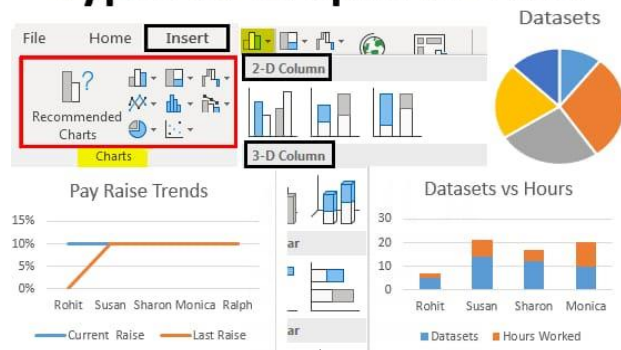 Datasets
File Home Insert
2-D Column
Recommended
Charts
Charts
3-D Column
Pay Raise Trends
15%
10%
5%
0%
Rohit Susan Sharon Monica Ralph
Current Raise Last Raise
ar
ar
Datasets vs Hours
30
20
10
0
Rohit Susan Sharon Monica
Datasets Hours Worked